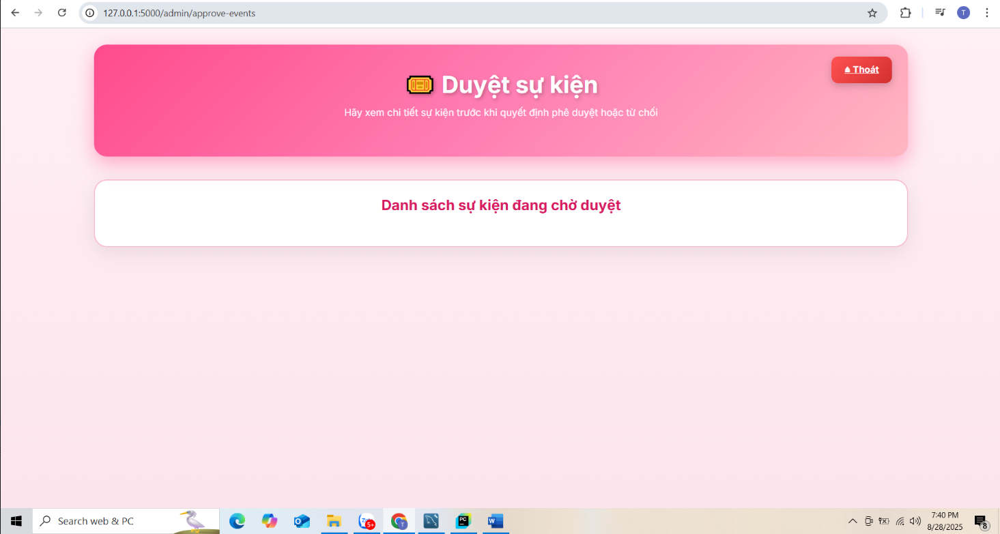 127.0.0.1:5000/admin/approve-events
T
Thoát
Duyệt sự kiện
Hãy xem chi tiết sự kiện trước khi quyết định phê duyệt hoặc từ chối
Danh sách sự kiện đang chờ duyệt
Search web & PC
5+
T
PC
W
7:40 PM
8/28/2025
8